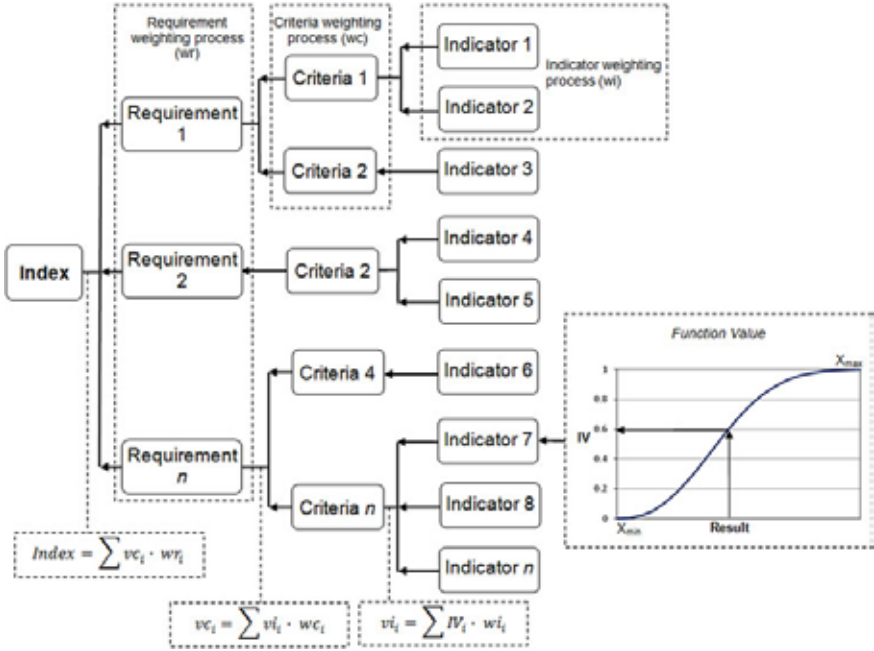 Requirement
weighting process
(wr)
Criteria weighting
process (wc)
Indicator weighting
process (wi)
Index
Requirement
1
Requirement
2
Requirement
n
Criteria 1
Criteria 2
Criteria 2
Criteria 4
Criteria n
Indicator 1
Indicator 2
Indicator 3
Indicator 4
Indicator 5
Indicator 6
Indicator 7
Indicator 8
Indicator n
Function Value
Xmax
1
0.8
0.6
IV
0.4
0.2
0
Xmin
Result
Index = ∑ vcᵢ · wrᵢ
vcᵢ = ∑ viᵢ · wcᵢ
viᵢ = ∑ IVᵢ · wiᵢ